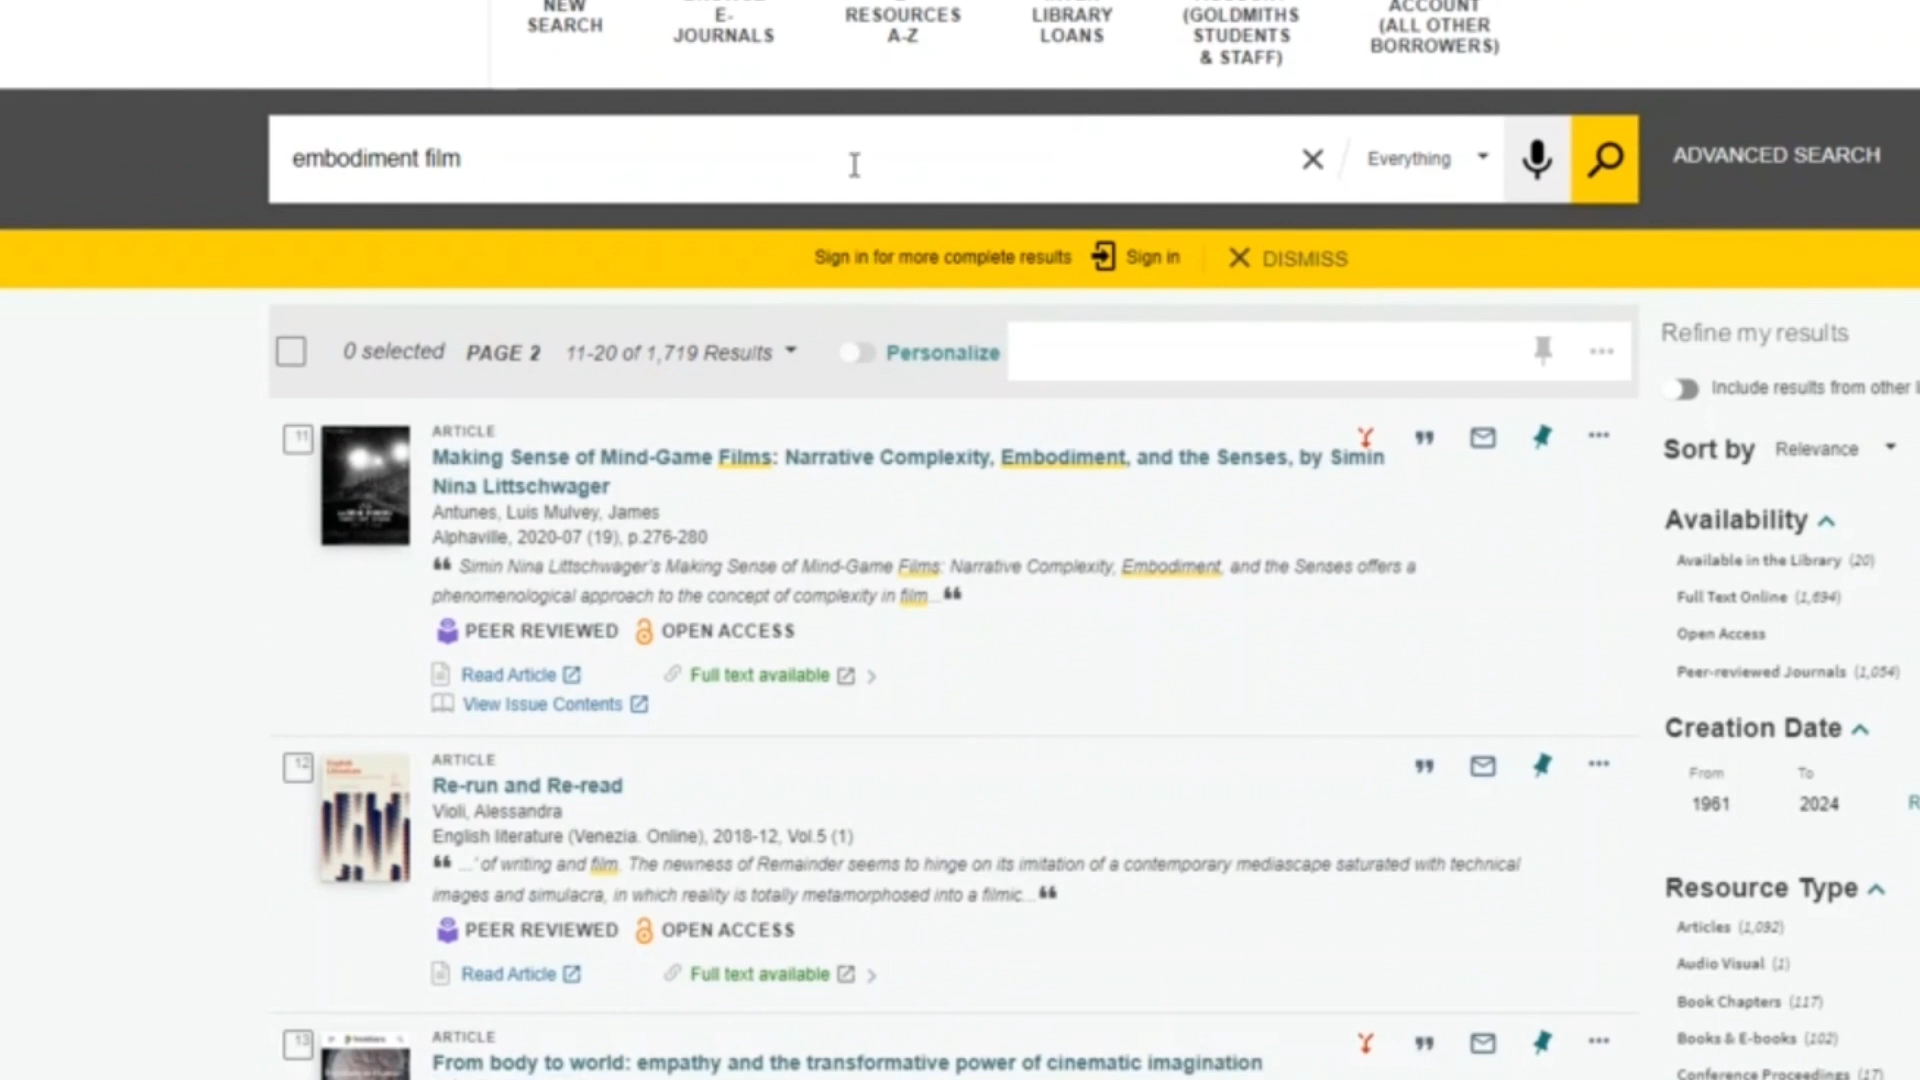 NEW
SEARCH
E-
JOURNALS
RESOURCES
A-Z
LIBRARY
LOANS
(GOLDMITHS
STUDENTS
& STAFF)
ACCOUNT
(ALL OTHER
BORROWERS)
embodiment film
Everything
ADVANCED SEARCH
Sign in for more complete results
Sign in
DISMISS
0 selected PAGE 2 11-20 of 1,719 Results
Personalize
Refine my results
Include results from other
Sort by Relevance
Availability
Available in the Library (20)
Full Text Online (1,694)
Open Access
Peer-reviewed Journals (1,054)
Creation Date
From To
1961 2024
Resource Type
Articles (1,092)
Audio Visual (1)
Book Chapters (117)
Books & E-books (102)
Conference Proceedings (17)
11
ARTICLE
Making Sense of Mind-Game Films: Narrative Complexity, Embodiment, and the Senses, by Simin
Nina Littschwager
Antunes, Luis Mulvey, James
Alphaville, 2020-07 (19), p.276-280
❝ Simin Nina Littschwager's Making Sense of Mind-Game Films: Narrative Complexity, Embodiment, and the Senses offers a
phenomenological approach to the concept of complexity in film...❝
PEER REVIEWED OPEN ACCESS
Read Article Full text available
View Issue Contents
12
ARTICLE
Re-run and Re-read
Violi, Alessandra
English literature (Venezia. Online), 2018-12, Vol.5 (1)
❝ ...' of writing and film. The newness of Remainder seems to hinge on its imitation of a contemporary mediascape saturated with technical
images and simulacra, in which reality is totally metamorphosed into a filmic...❝
PEER REVIEWED OPEN ACCESS
Read Article Full text available
13
ARTICLE
From body to world: empathy and the transformative power of cinematic imagination